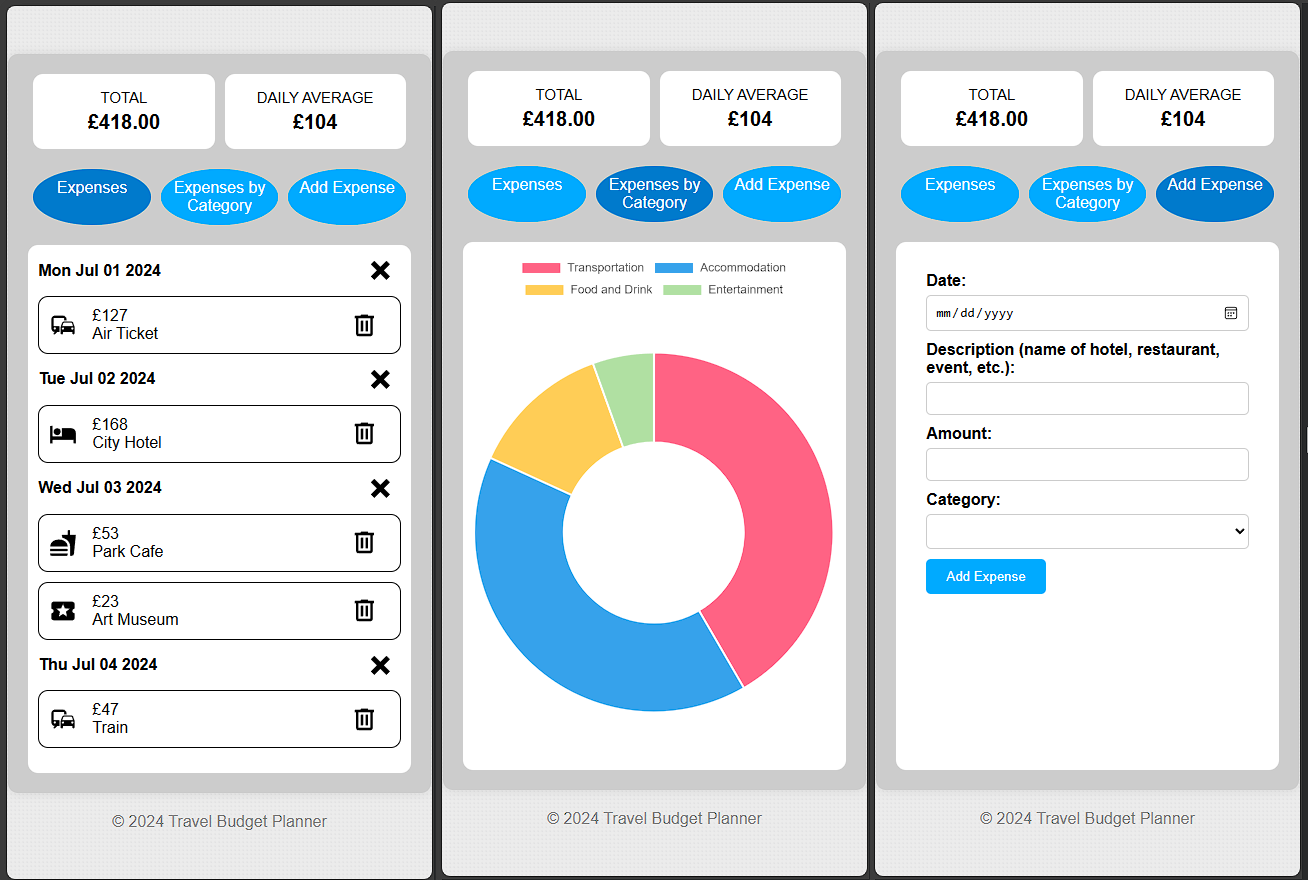 TOTAL
£418.00
DAILY AVERAGE
£104
Expenses
Expenses by
Category
Add Expense
Mon Jul 01 2024
£127
Air Ticket
Tue Jul 02 2024
£168
City Hotel
Wed Jul 03 2024
£53
Park Cafe
£23
Art Museum
Thu Jul 04 2024
£47
Train
© 2024 Travel Budget Planner
TOTAL
£418.00
DAILY AVERAGE
£104
Expenses
Expenses by
Category
Add Expense
Transportation
Accommodation
Food and Drink
Entertainment
© 2024 Travel Budget Planner
TOTAL
£418.00
DAILY AVERAGE
£104
Expenses
Expenses by
Category
Add Expense
Date:
mm/dd/yyyy
Description (name of hotel, restaurant,
event, etc.):
Amount:
Category:
Add Expense
© 2024 Travel Budget Planner